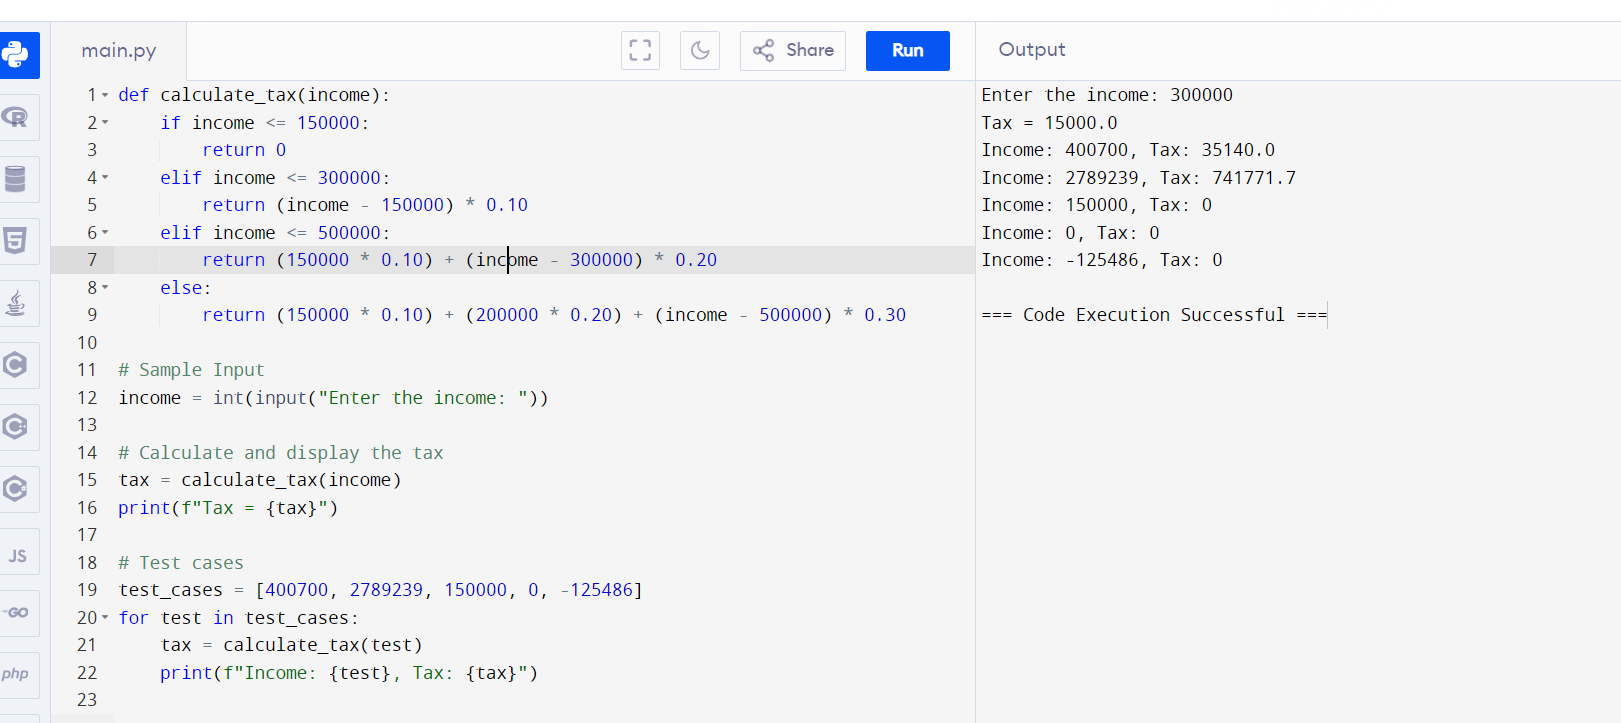 main.py
Share
Run
Output
1 def calculate_tax(income):
2     if income <= 150000:
3         return 0
4     elif income <= 300000:
5         return (income - 150000) * 0.10
6     elif income <= 500000:
7         return (150000 * 0.10) + (income - 300000) * 0.20
8     else:
9         return (150000 * 0.10) + (200000 * 0.20) + (income - 500000) * 0.30
10
11 # Sample Input
12 income = int(input("Enter the income: "))
13
14 # Calculate and display the tax
15 tax = calculate_tax(income)
16 print(f"Tax = {tax}")
17
18 # Test cases
19 test_cases = [400700, 2789239, 150000, 0, -125486]
20 for test in test_cases:
21     tax = calculate_tax(test)
22     print(f"Income: {test}, Tax: {tax}")
23
Enter the income: 300000
Tax = 15000.0
Income: 400700, Tax: 35140.0
Income: 2789239, Tax: 741771.7
Income: 150000, Tax: 0
Income: 0, Tax: 0
Income: -125486, Tax: 0
=== Code Execution Successful ===
R
5
C
C
C
JS
GO
php